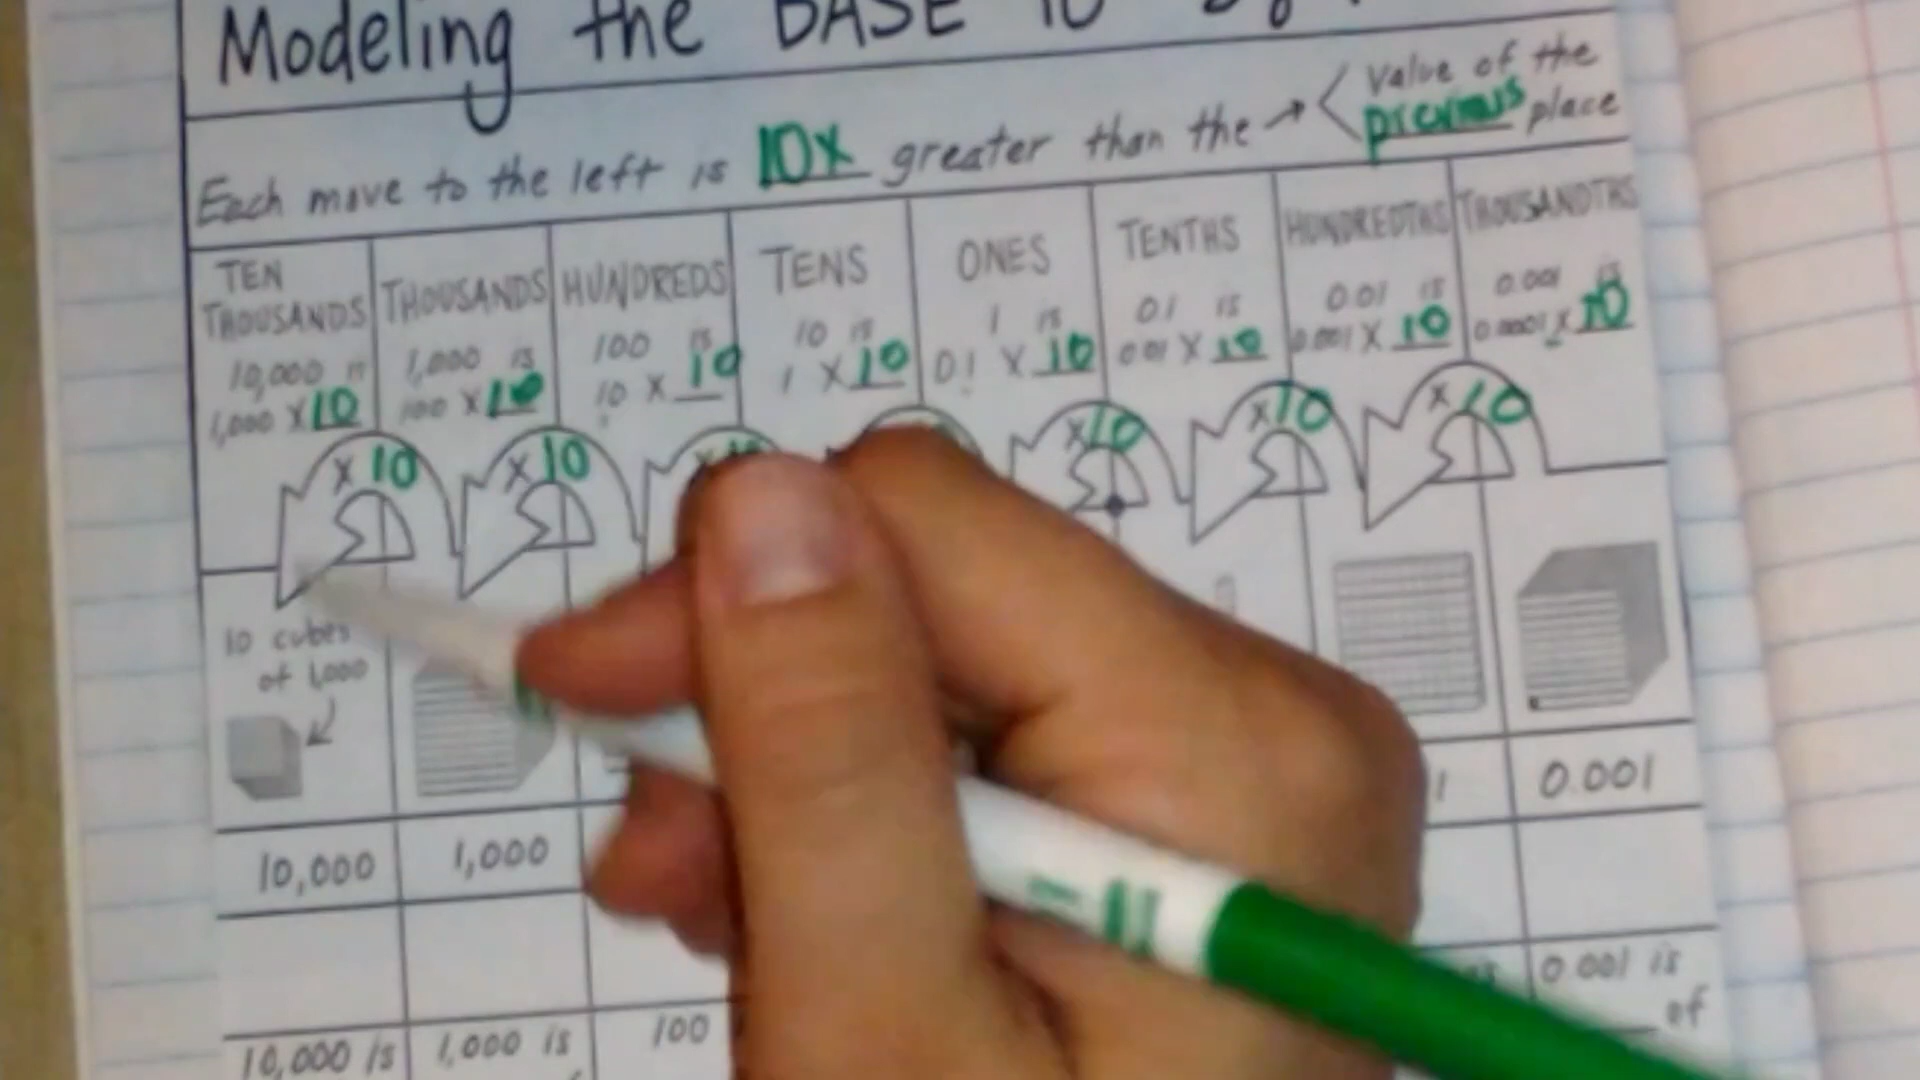 Modeling the BASE 10
Each move to the left is 10x greater than the → < value of the previous place
TEN THOUSANDS
10,000 is
1,000 x 10
THOUSANDS
1,000 is
100 x 10
HUNDREDS
100 is
10 x 10
TENS
10 is
1 x 10
ONES
1 is
0.1 x 10
TENTHS
0.1 is
0.01 x 10
HUNDREDTHS
0.01 is
0.001 x 10
THOUSANDTHS
0.001 is
0.0001 x 10
x 10
x 10
x 10
x 10
x 10
x 10
10 cubes
of 1,000
10,000
1,000
0.001
10,000 is
1,000 is
100
0.001 is
of